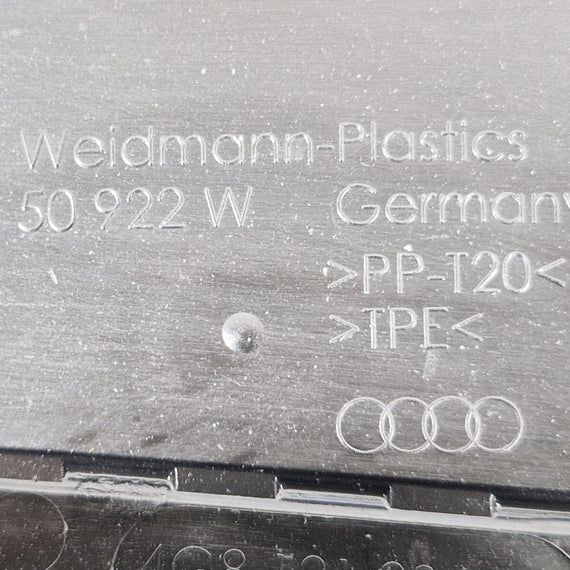 Weidmann-Plastics
50 922 W Germany
>PP-T20<
>TPE<